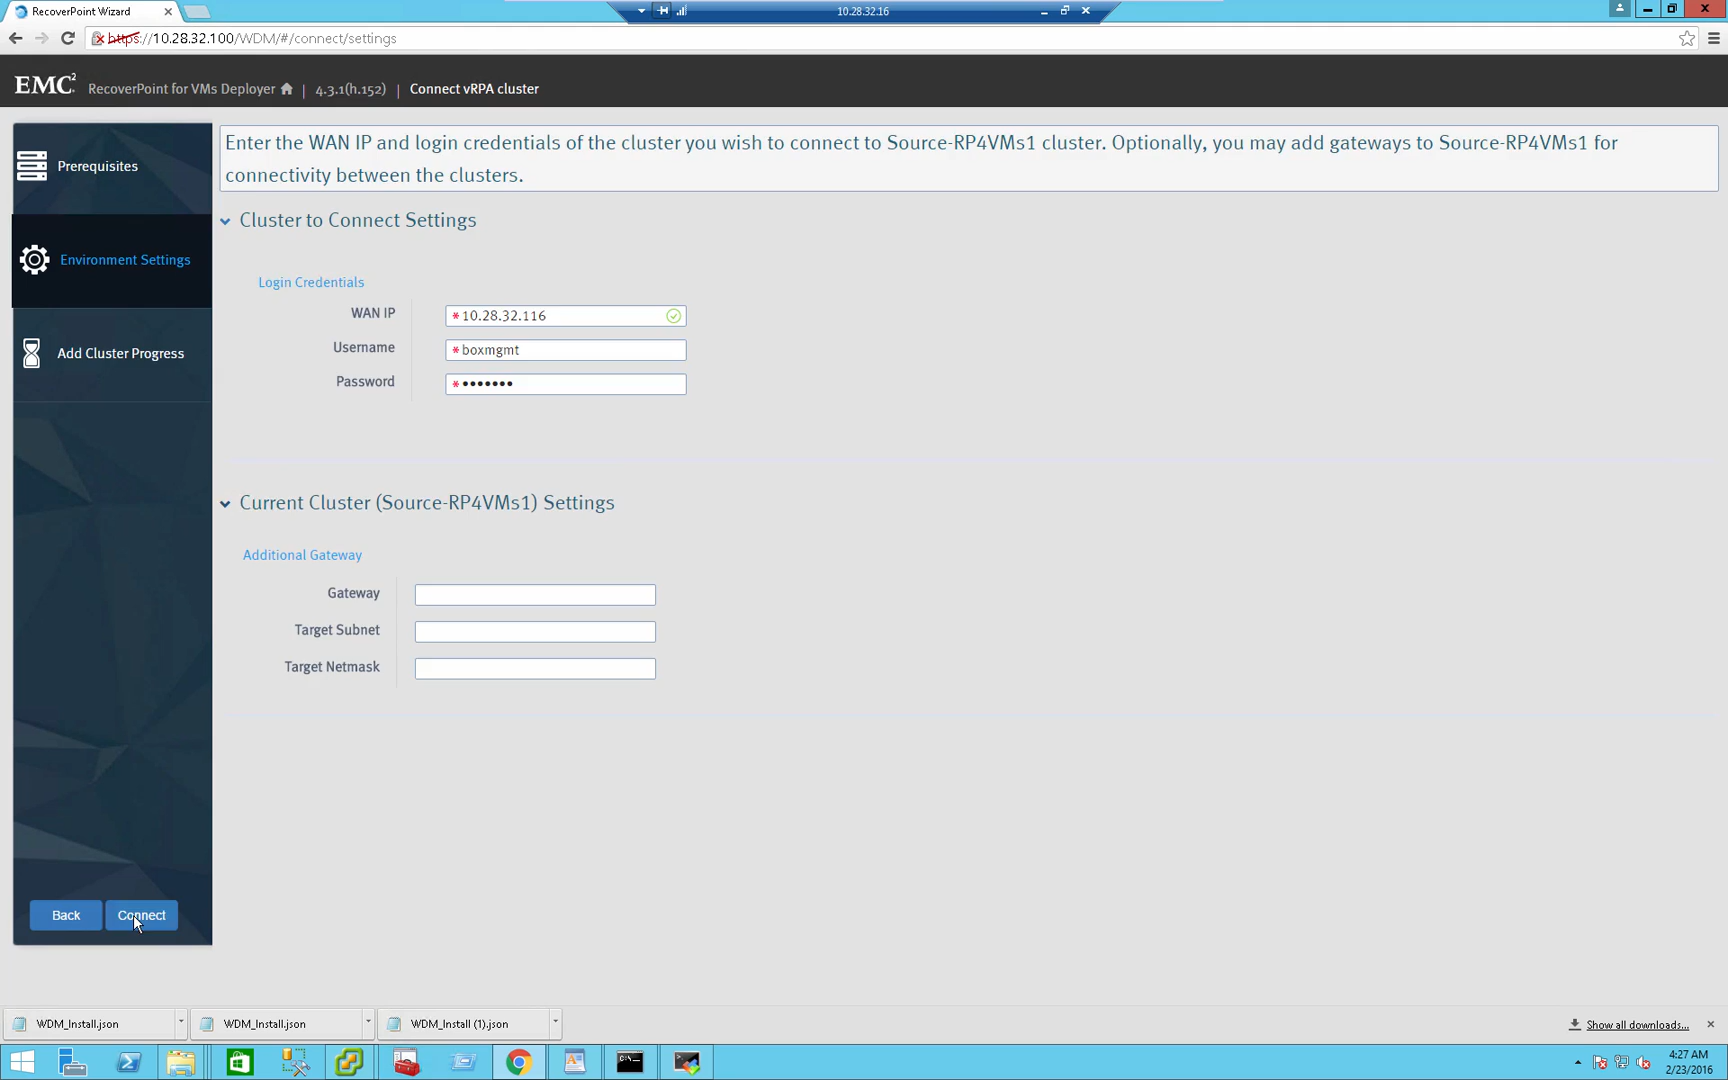 RecoverPoint Wizard
10.28.32.16
https://10.28.32.100/WDM/#/connect/settings
EMC² RecoverPoint for VMs Deployer | 4.3.1(h.152) | Connect vRPA cluster
Prerequisites
Environment Settings
Add Cluster Progress
Enter the WAN IP and login credentials of the cluster you wish to connect to Source-RP4VMs1 cluster. Optionally, you may add gateways to Source-RP4VMs1 for
connectivity between the clusters.
Cluster to Connect Settings
Login Credentials
WAN IP * 10.28.32.116
Username * boxmgmt
Password * •••••••
Current Cluster (Source-RP4VMs1) Settings
Additional Gateway
Gateway
Target Subnet
Target Netmask
Back Connect
WDM_Install.json WDM_Install.json WDM_Install (1).json Show all downloads...
4:27 AM
2/23/2016